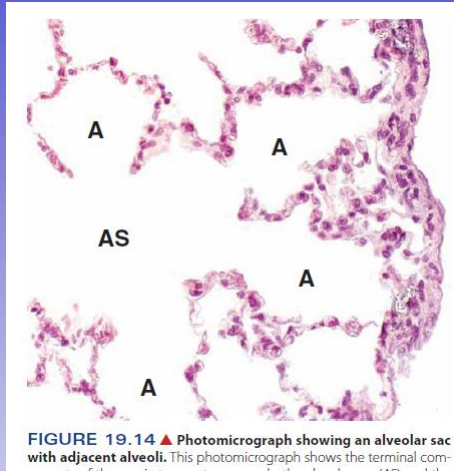 A
A
AS
A
A
FIGURE 19.14 ▲ Photomicrograph showing an alveolar sac
with adjacent alveoli. This photomicrograph shows the terminal com-